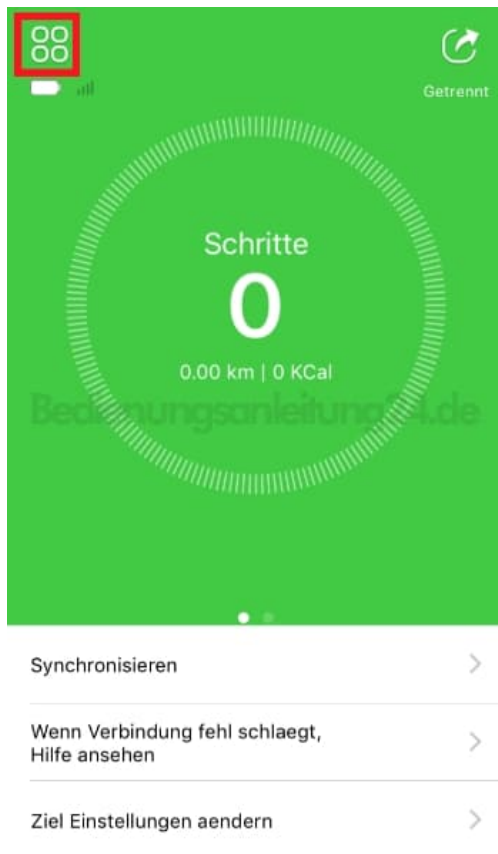 Getrennt
Schritte
0
0.00 km | 0 KCal
Bedienungsanleitung24.de
Synchronisieren
Wenn Verbindung fehl schlaegt,
Hilfe ansehen
Ziel Einstellungen aendern